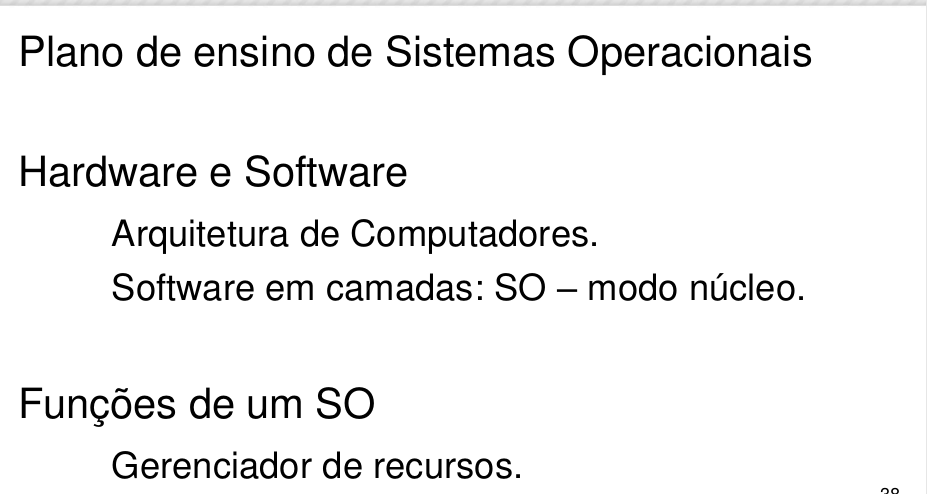 Plano de ensino de Sistemas Operacionais
Hardware e Software
Arquitetura de Computadores.
Software em camadas: SO – modo núcleo.
Funções de um SO
Gerenciador de recursos.